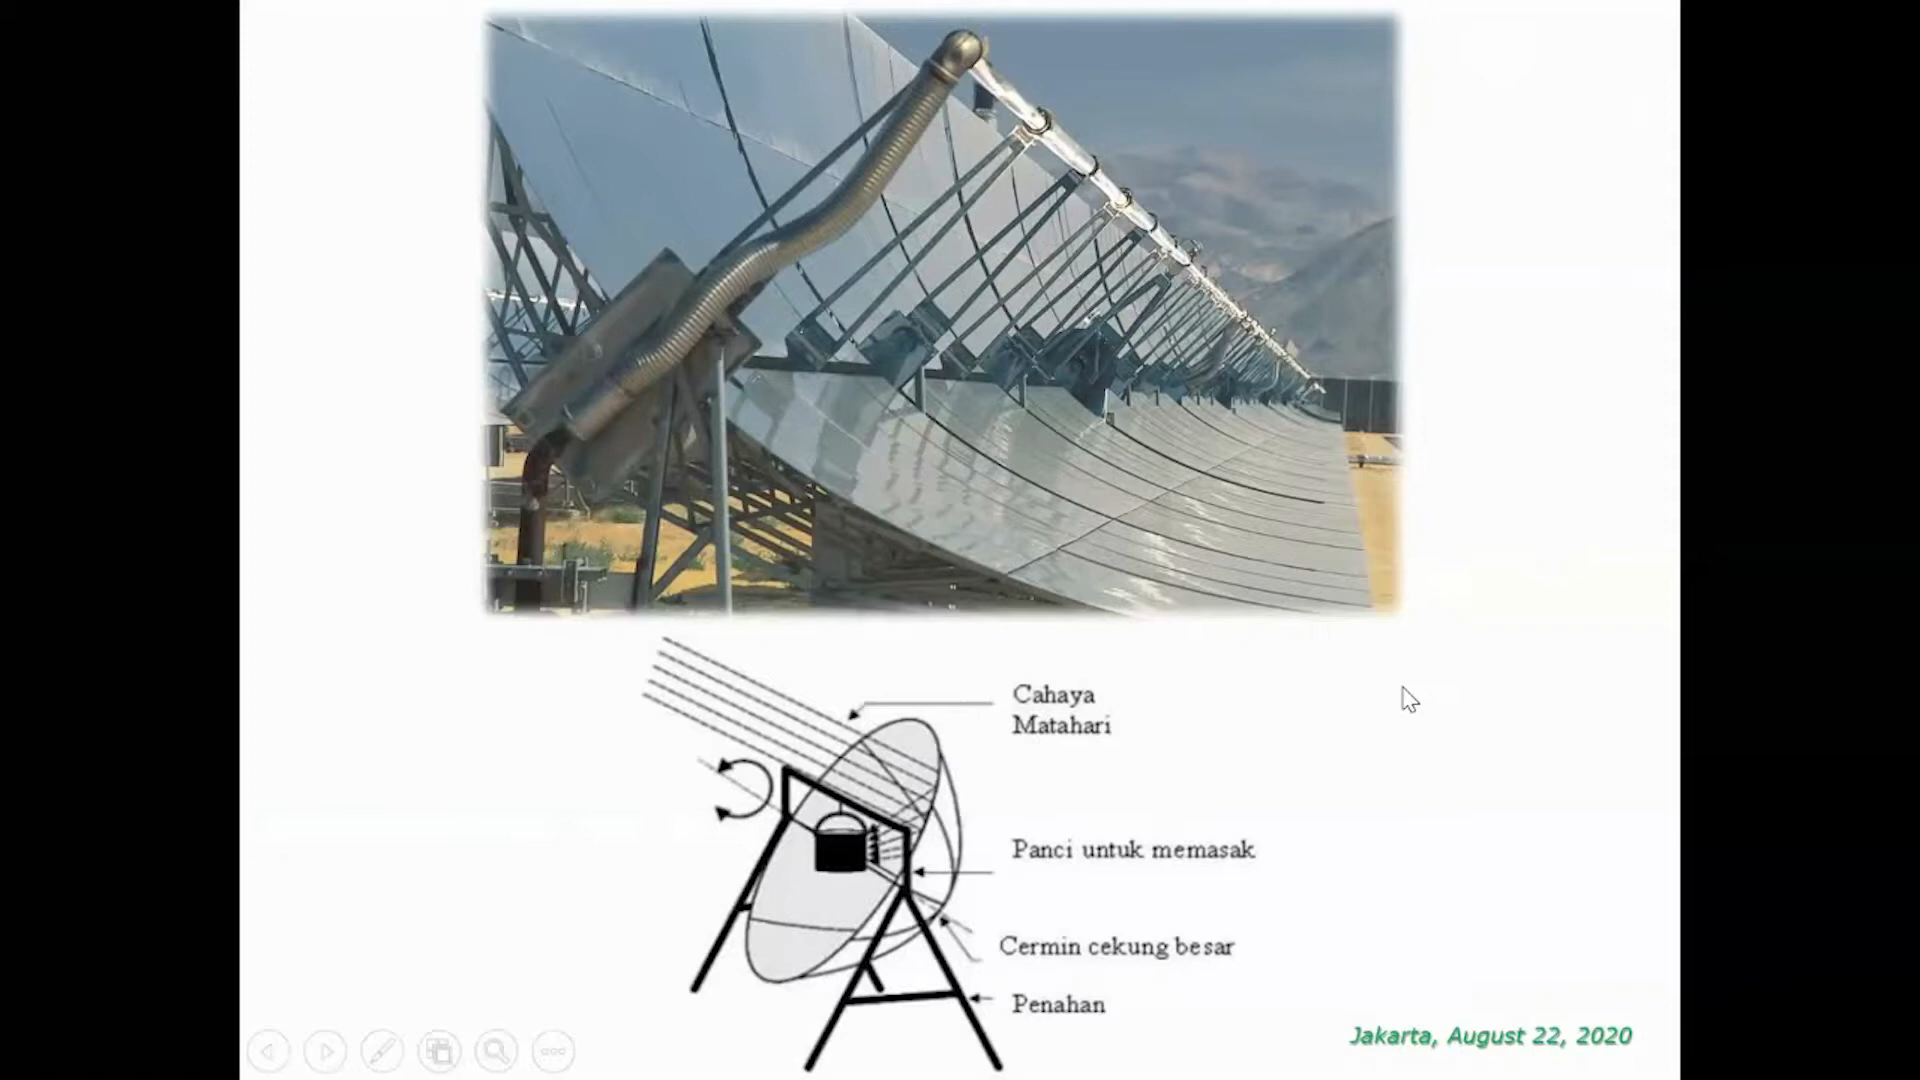 Cahaya
Matahari
Panci untuk memasak
Cermin cekung besar
Penahan
Jakarta, August 22, 2020